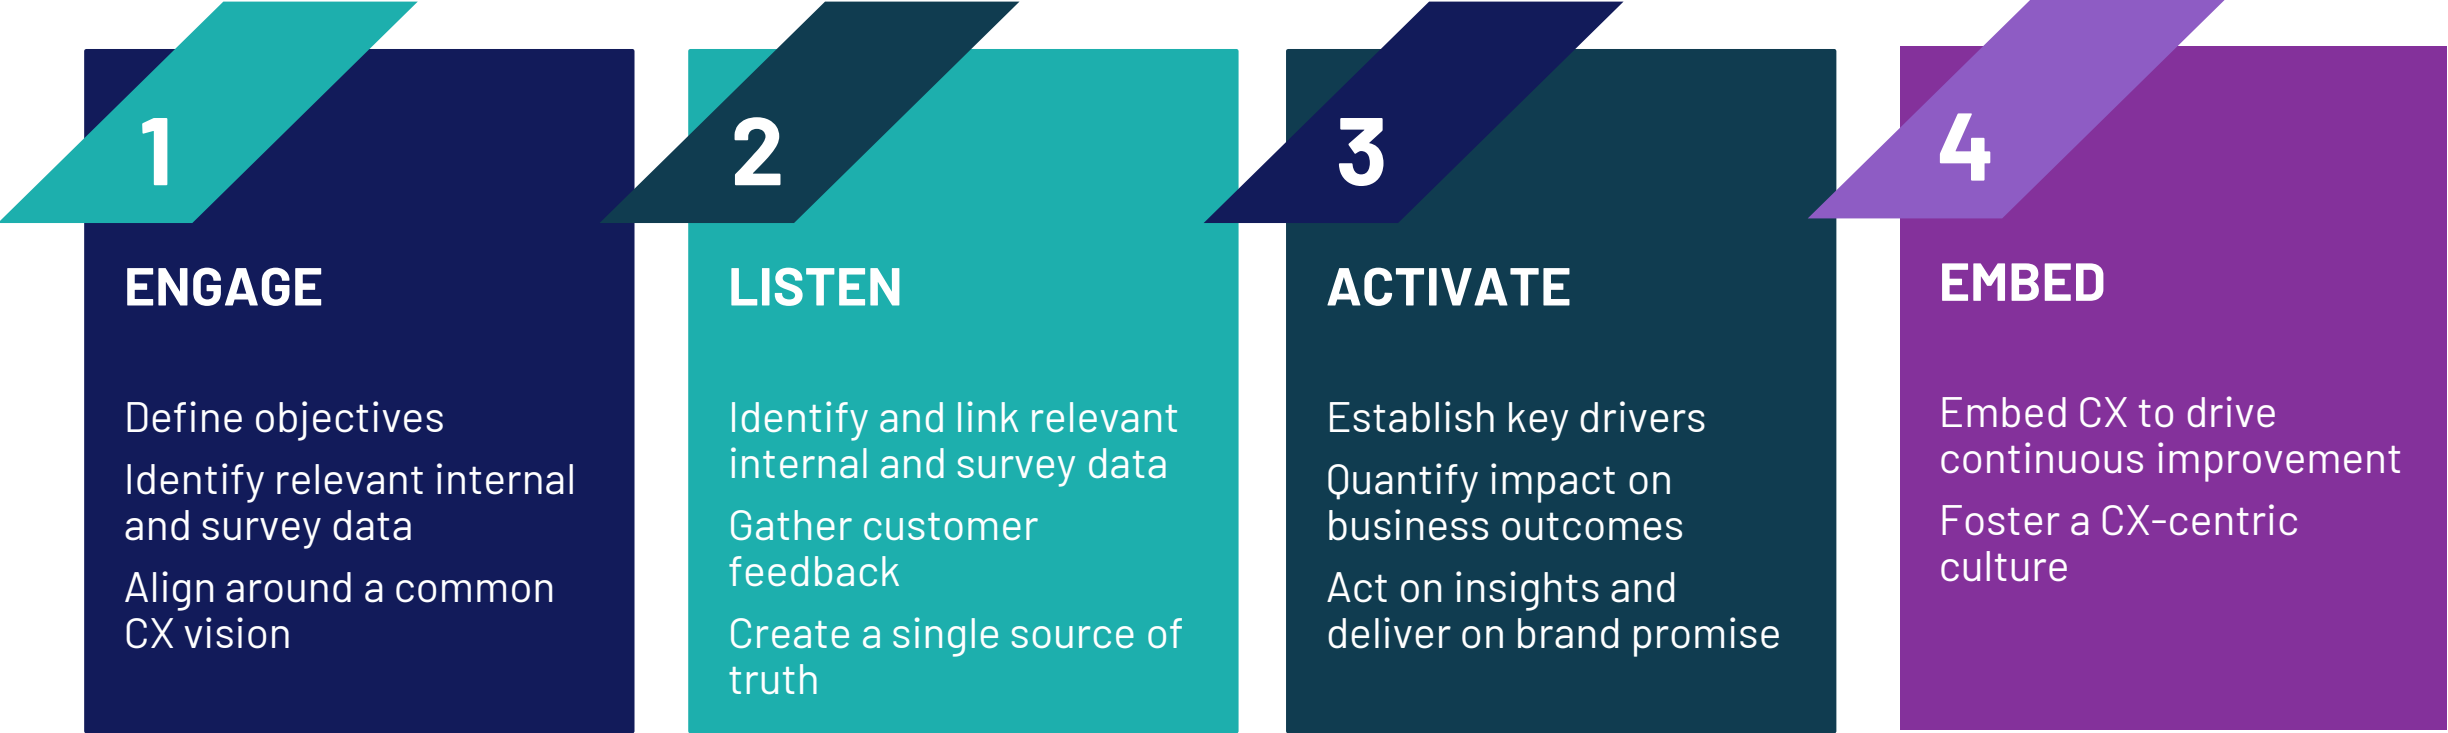 1
ENGAGE
Define objectives
Identify relevant internal
and survey data
Align around a common
CX vision
2
LISTEN
Identify and link relevant
internal and survey data
Gather customer
feedback
Create a single source of
truth
3
ACTIVATE
Establish key drivers
Quantify impact on
business outcomes
Act on insights and
deliver on brand promise
4
EMBED
Embed CX to drive
continuous improvement
Foster a CX-centric
culture